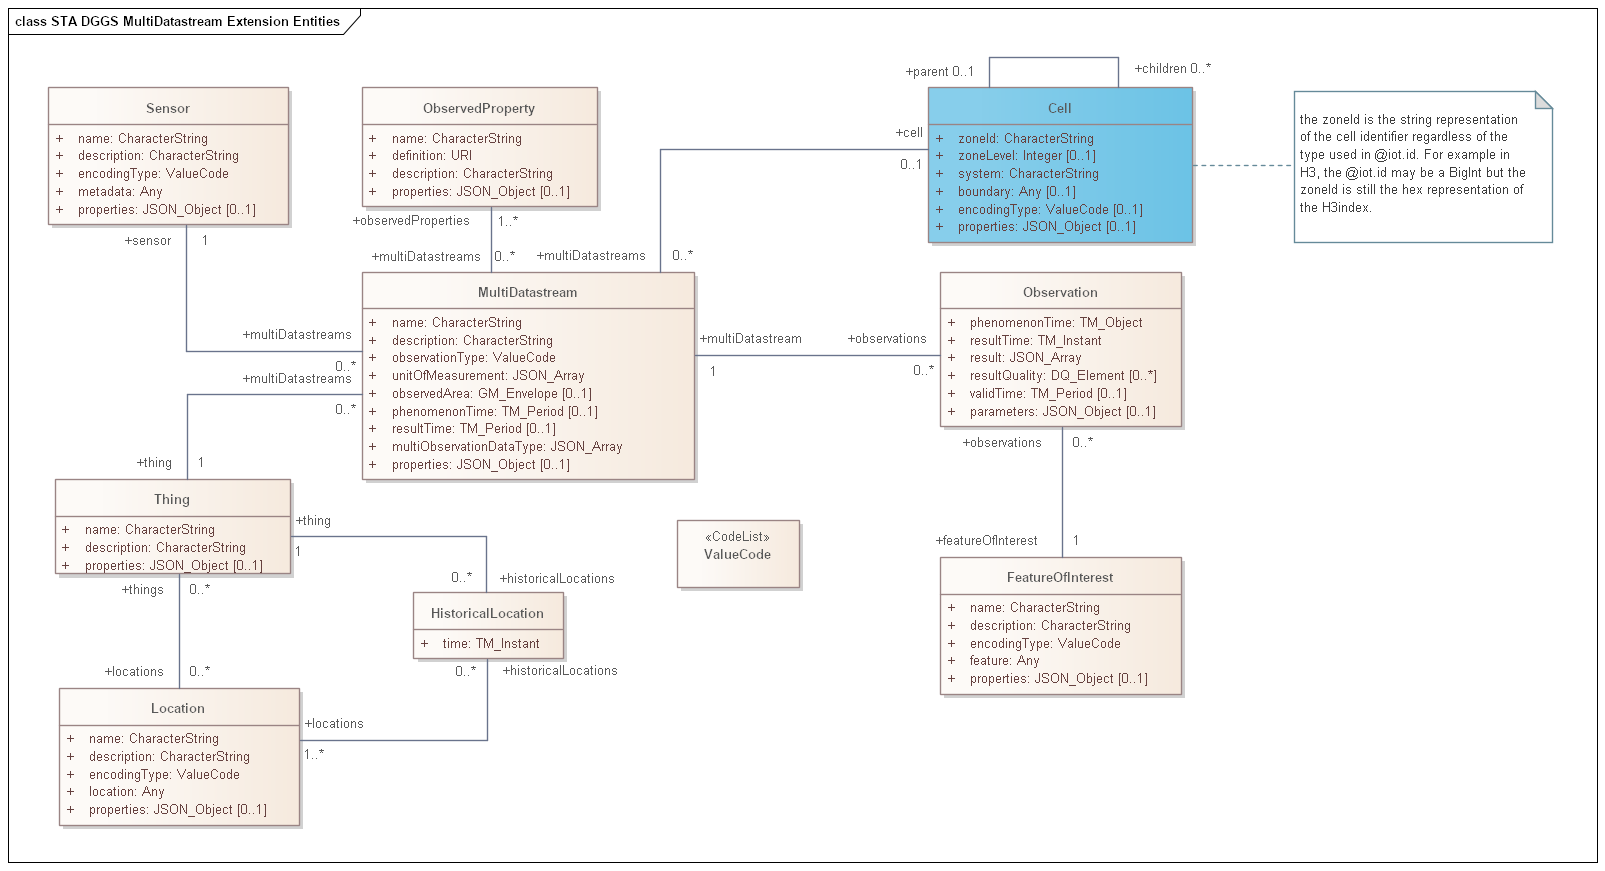 class STA DGGS MultiDatastream Extension Entities
+parent 0..1
+children 0..*
Sensor
+ name: CharacterString
+ description: CharacterString
+ encodingType: ValueCode
+ metadata: Any
+ properties: JSON_Object [0..1]
ObservedProperty
+ name: CharacterString
+ definition: URI
+ description: CharacterString
+ properties: JSON_Object [0..1]
+cell
0..1
Cell
+ zoneId: CharacterString
+ zoneLevel: Integer [0..1]
+ system: CharacterString
+ boundary: Any [0..1]
+ encodingType: ValueCode [0..1]
+ properties: JSON_Object [0..1]
the zoneId is the string representation
of the cell identifier regardless of the
type used in @iot.id. For example in
H3, the @iot.id may be a BigInt but the
zoneId is still the hex representation of
the H3index.
+sensor 1
+observedProperties 1..*
+multiDatastreams 0..*
+multiDatastreams 0..*
MultiDatastream
+ name: CharacterString
+ description: CharacterString
+ observationType: ValueCode
+ unitOfMeasurement: JSON_Array
+ observedArea: GM_Envelope [0..1]
+ phenomenonTime: TM_Period [0..1]
+ resultTime: TM_Period [0..1]
+ multiObservationDataType: JSON_Array
+ properties: JSON_Object [0..1]
+multiDatastreams
0..*
+multiDatastreams
0..*
+multiDatastream
1
+observations
0..*
Observation
+ phenomenonTime: TM_Object
+ resultTime: TM_Instant
+ result: JSON_Array
+ resultQuality: DQ_Element [0..*]
+ validTime: TM_Period [0..1]
+ parameters: JSON_Object [0..1]
+observations 0..*
+thing 1
Thing
+ name: CharacterString
+ description: CharacterString
+ properties: JSON_Object [0..1]
+thing
1
+things 0..*
0..* +historicalLocations
HistoricalLocation
+ time: TM_Instant
0..* +historicalLocations
«CodeList»
ValueCode
+featureOfInterest 1
FeatureOfInterest
+ name: CharacterString
+ description: CharacterString
+ encodingType: ValueCode
+ feature: Any
+ properties: JSON_Object [0..1]
+locations 0..*
Location
+ name: CharacterString
+ description: CharacterString
+ encodingType: ValueCode
+ location: Any
+ properties: JSON_Object [0..1]
+locations
1..*